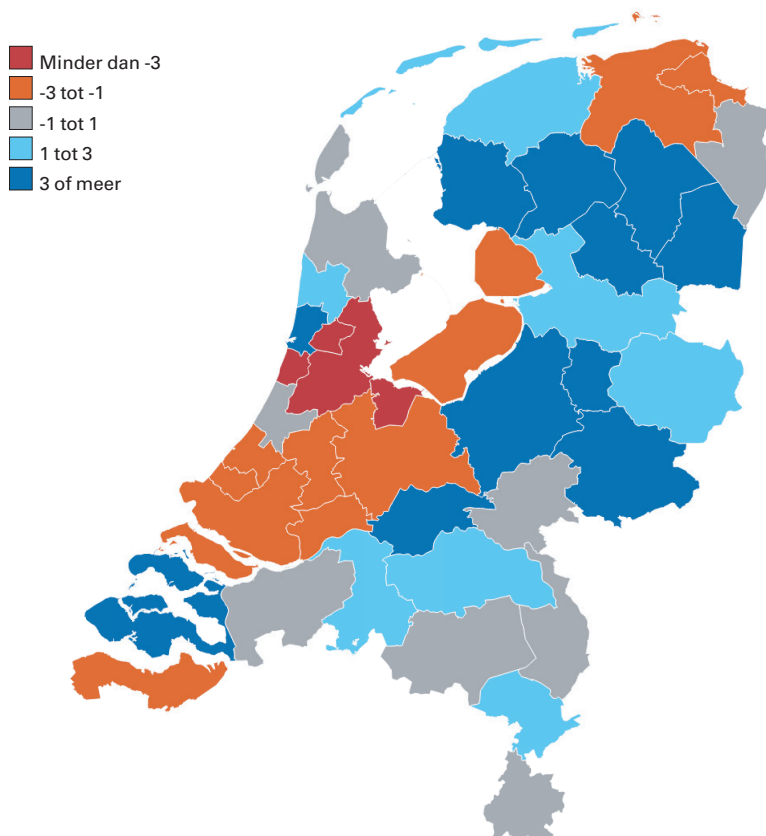 Minder dan -3
-3 tot -1
-1 tot 1
1 tot 3
3 of meer